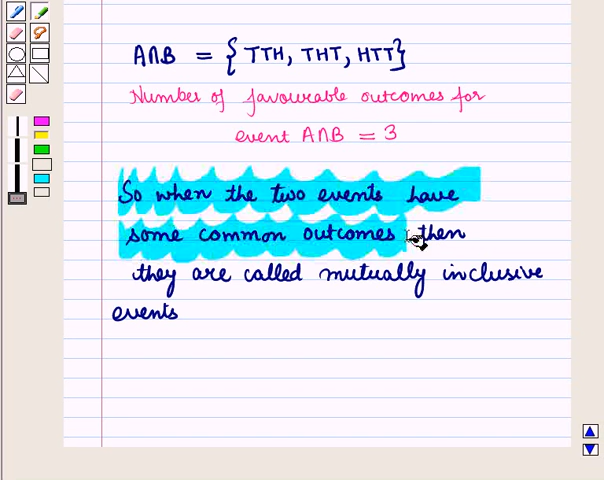 A∩B = {TTH, THT, HTT}
Number of favourable outcomes for
event A∩B = 3
So when the two events have
some common outcomes then
they are called mutually inclusive
events